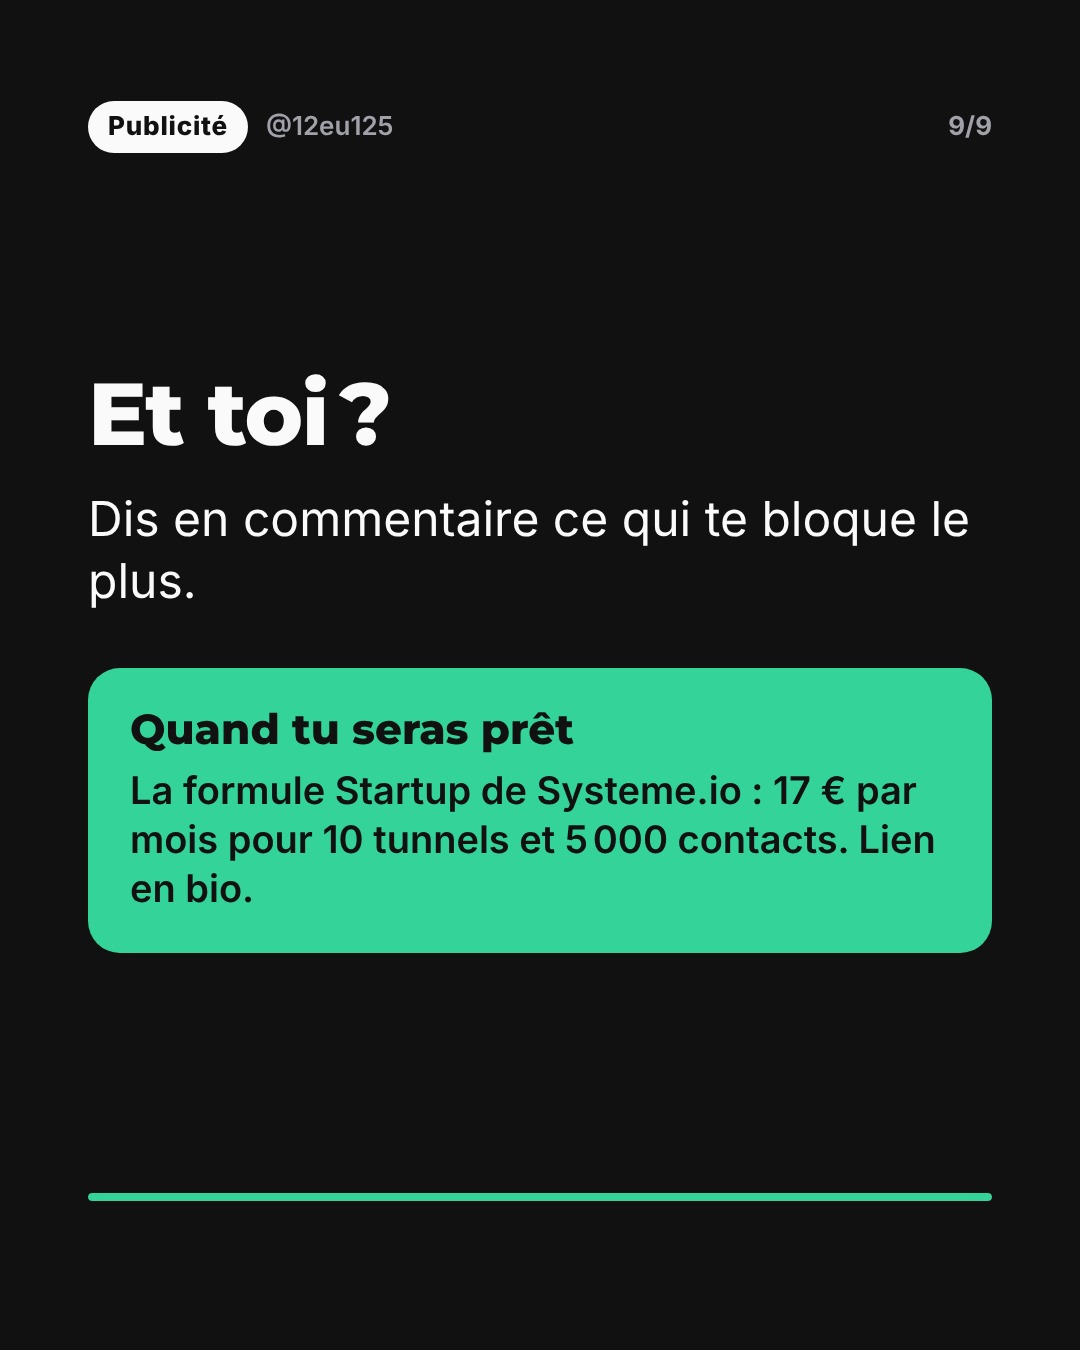 Publicité @12eu125 9/9
Et toi ?
Dis en commentaire ce qui te bloque le
plus.
Quand tu seras prêt
La formule Startup de Systeme.io : 17 € par
mois pour 10 tunnels et 5 000 contacts. Lien
en bio.